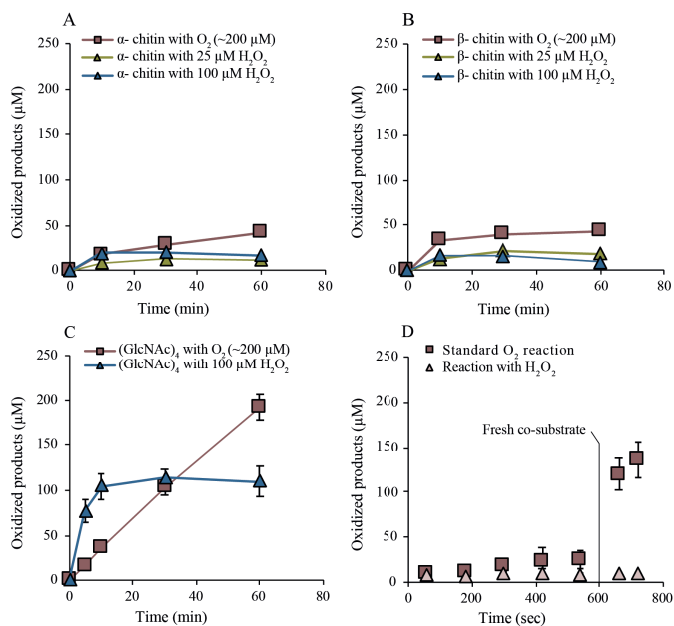 A
α- chitin with O₂ (~200 µM)
α- chitin with 25 µM H₂O₂
α- chitin with 100 µM H₂O₂
Oxidized products (µM)
250
200
150
100
50
0
0 20 40 60 80
Time (min)
B
β- chitin with O₂ (~200 µM)
β- chitin with 25 µM H₂O₂
β- chitin with 100 µM H₂O₂
Oxidized products (µM)
250
200
150
100
50
0
0 20 40 60 80
Time (min)
C
(GlcNAc)₄ with O₂ (~200 µM)
(GlcNAc)₄ with 100 µM H₂O₂
Oxidized products (µM)
250
200
150
100
50
0
0 20 40 60 80
Time (min)
D
Standard O₂ reaction
Reaction with H₂O₂
Fresh co-substrate
Oxidized products (µM)
250
200
150
100
50
0
0 200 400 600 800
Time (sec)